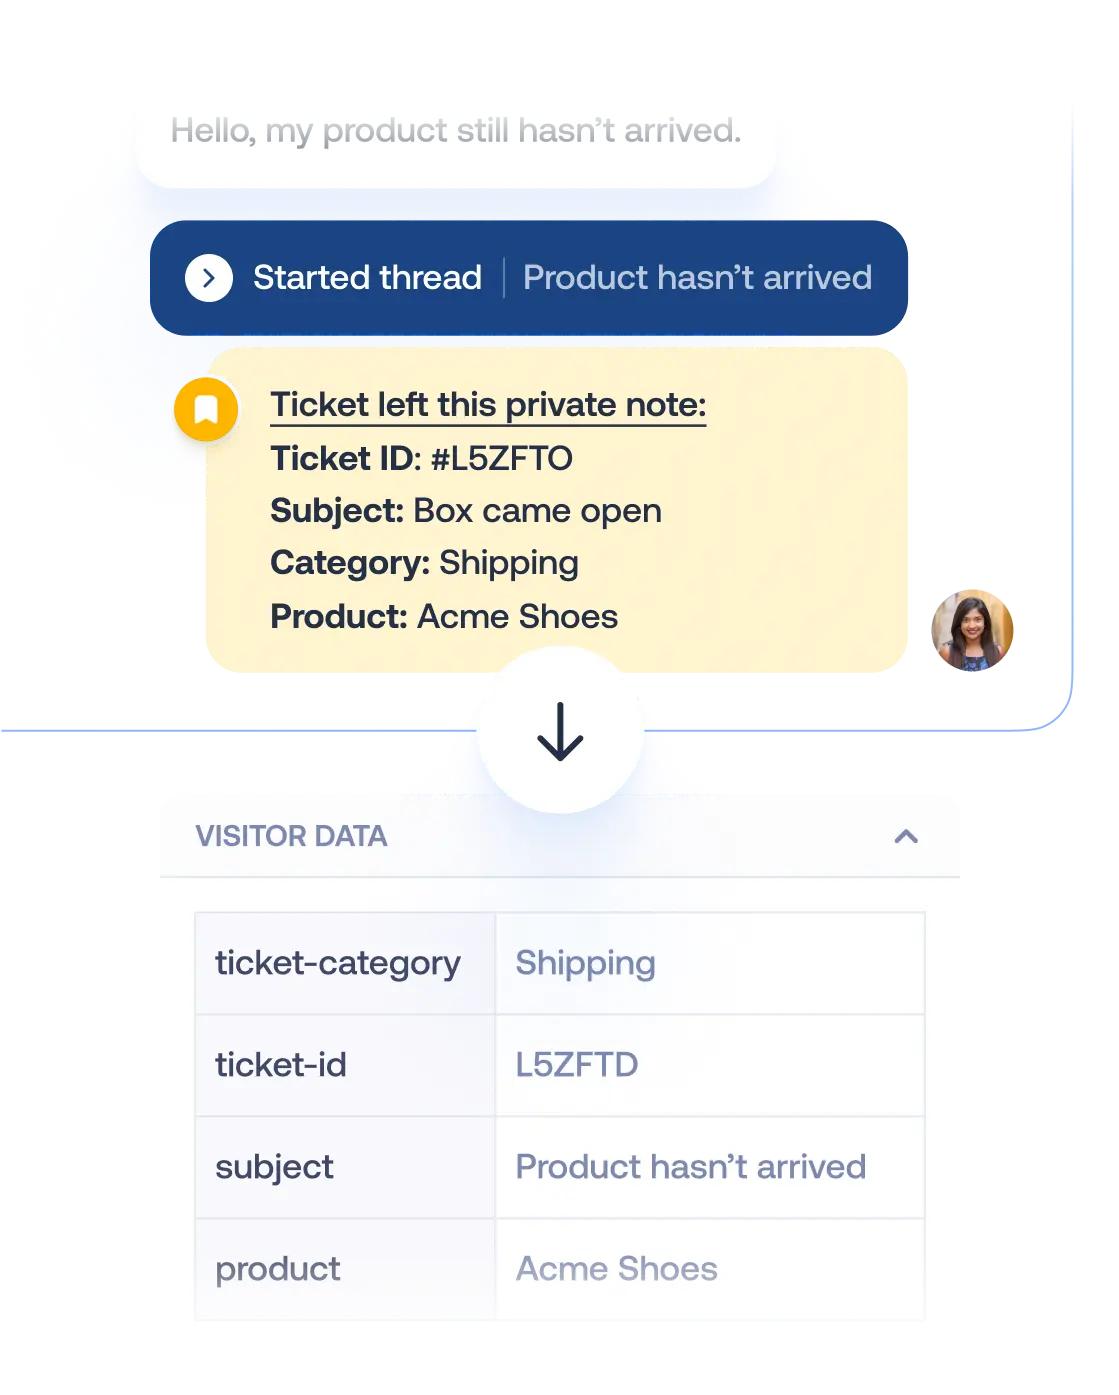 Hello, my product still hasn’t arrived.
Started thread | Product hasn’t arrived
Ticket left this private note:
Ticket ID: #L5ZFTO
Subject: Box came open
Category: Shipping
Product: Acme Shoes
VISITOR DATA
ticket-category Shipping
ticket-id L5ZFTD
subject Product hasn’t arrived
product Acme Shoes